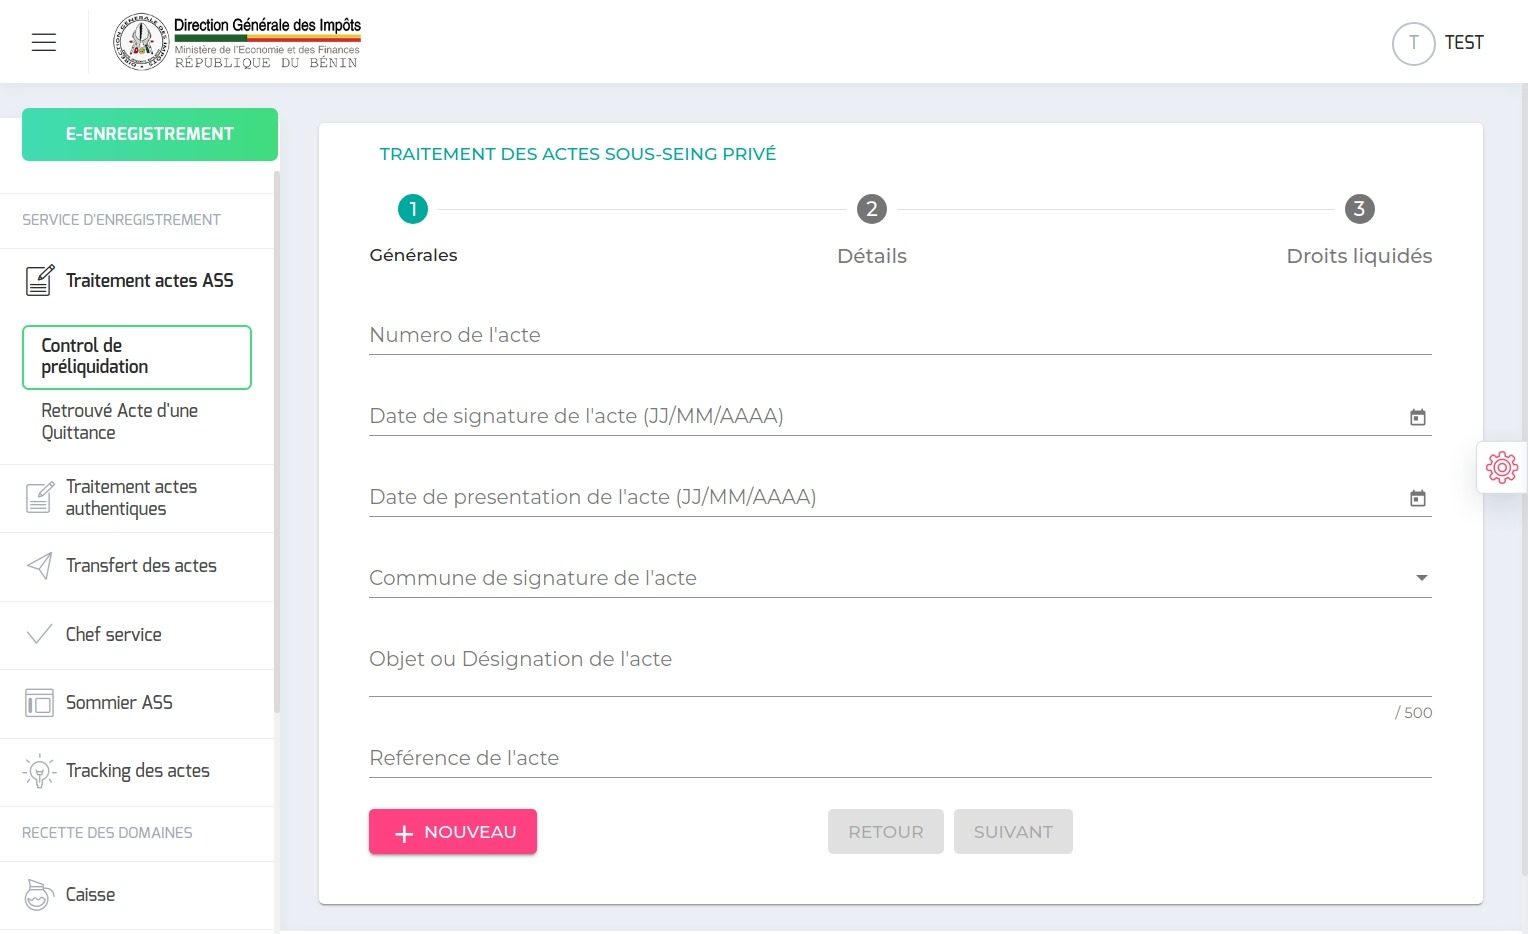 Direction Générale des Impôts
Ministère de l'Economie et des Finances
RÉPUBLIQUE DU BÉNIN
T TEST
E-ENREGISTREMENT
SERVICE D'ENREGISTREMENT
Traitement actes ASS
Control de
préliquidation
Retrouvé Acte d'une
Quittance
Traitement actes
authentiques
Transfert des actes
Chef service
Sommier ASS
Tracking des actes
RECETTE DES DOMAINES
Caisse
TRAITEMENT DES ACTES SOUS-SEING PRIVÉ
1 2 3
Générales Détails Droits liquidés
Numero de l'acte
Date de signature de l'acte (JJ/MM/AAAA)
Date de presentation de l'acte (JJ/MM/AAAA)
Commune de signature de l'acte
Objet ou Désignation de l'acte
/ 500
Reférence de l'acte
NOUVEAU RETOUR SUIVANT